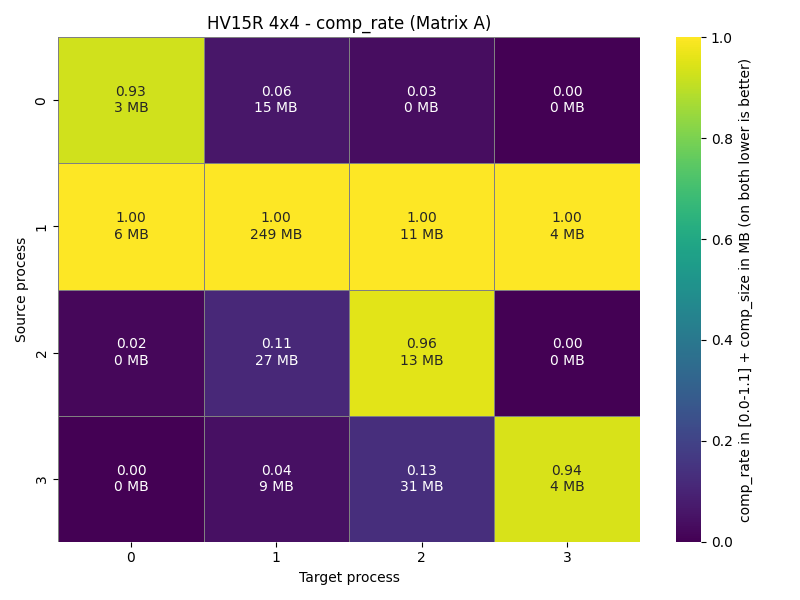 HV15R 4x4 - comp_rate (Matrix A)
0.93
3 MB
0.06
15 MB
0.03
0 MB
0.00
0 MB
1.00
6 MB
1.00
249 MB
1.00
11 MB
1.00
4 MB
0.02
0 MB
0.11
27 MB
0.96
13 MB
0.00
0 MB
0.00
0 MB
0.04
9 MB
0.13
31 MB
0.94
4 MB
0
1
2
3
Source process
0
1
2
3
Target process
1.0
0.8
0.6
0.4
0.2
0.0
comp_rate in [0.0-1.1] + comp_size in MB (on both lower is better)